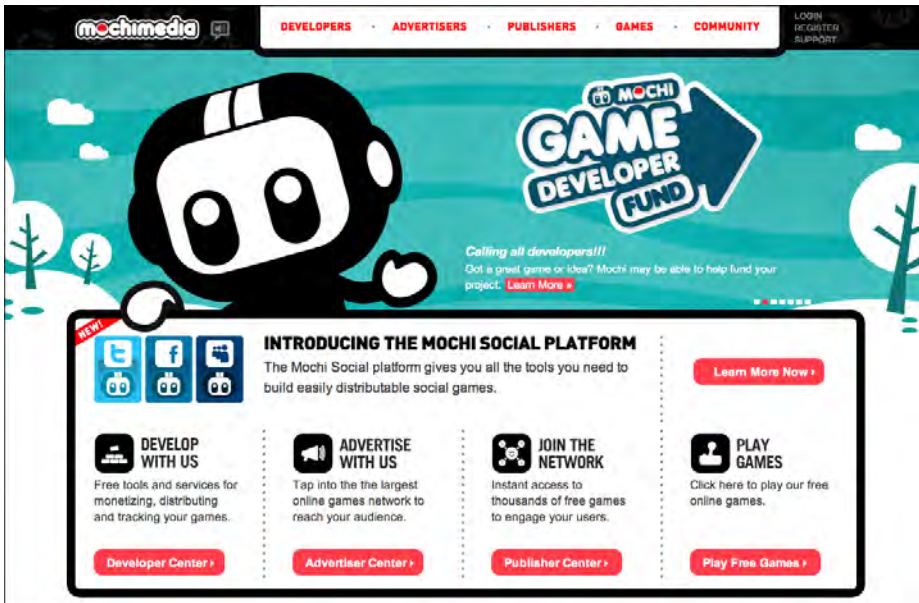 mochimedia
DEVELOPERS · ADVERTISERS · PUBLISHERS · GAMES · COMMUNITY
LOGIN
REGISTER
SUPPORT
MOCHI
GAME
DEVELOPER
FUND
Calling all developers!!!
Got a great game or idea? Mochi may be able to help fund your
project. Learn More »
NEW!
INTRODUCING THE MOCHI SOCIAL PLATFORM
The Mochi Social platform gives you all the tools you need to
build easily distributable social games.
Learn More Now ›
DEVELOP
WITH US
Free tools and services for
monetizing, distributing
and tracking your games.
Developer Center ›
ADVERTISE
WITH US
Tap into the the largest
online games network to
reach your audience.
Advertiser Center ›
JOIN THE
NETWORK
Instant access to
thousands of free games
to engage your users.
Publisher Center ›
PLAY
GAMES
Click here to play our free
online games.
Play Free Games ›